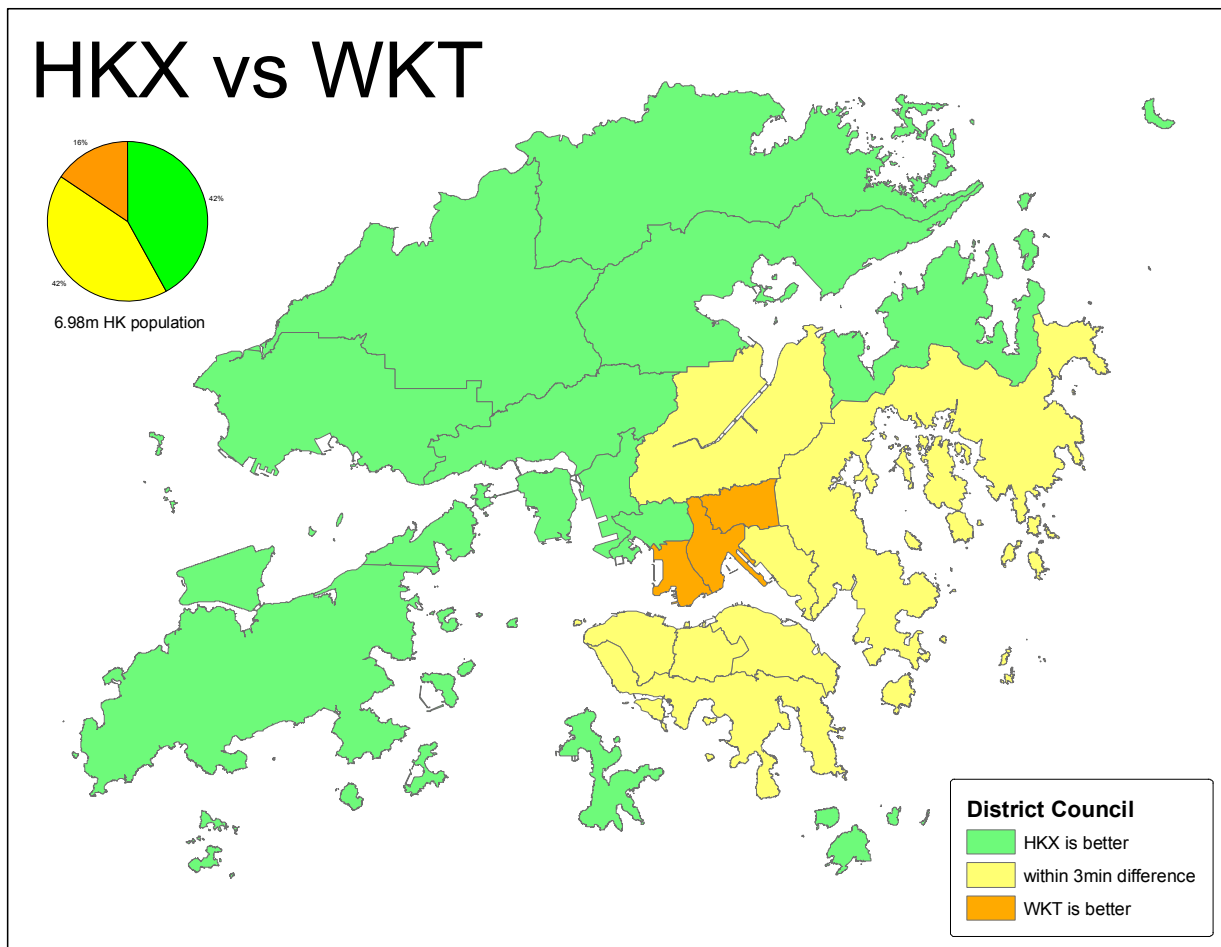 HKX vs WKT
16%
42%
42%
6.98m HK population
District Council
HKX is better
within 3min difference
WKT is better